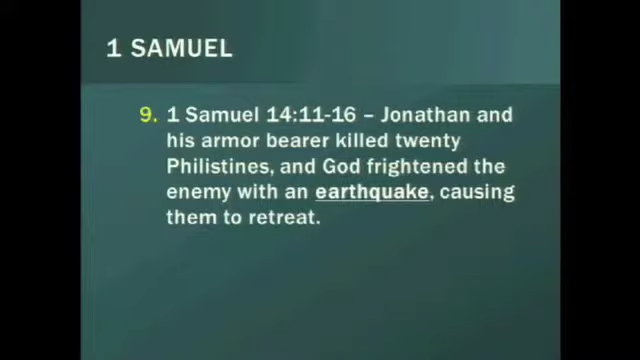 1 SAMUEL
9. 1 Samuel 14:11-16 – Jonathan and
his armor bearer killed twenty
Philistines, and God frightened the
enemy with an earthquake, causing
them to retreat.